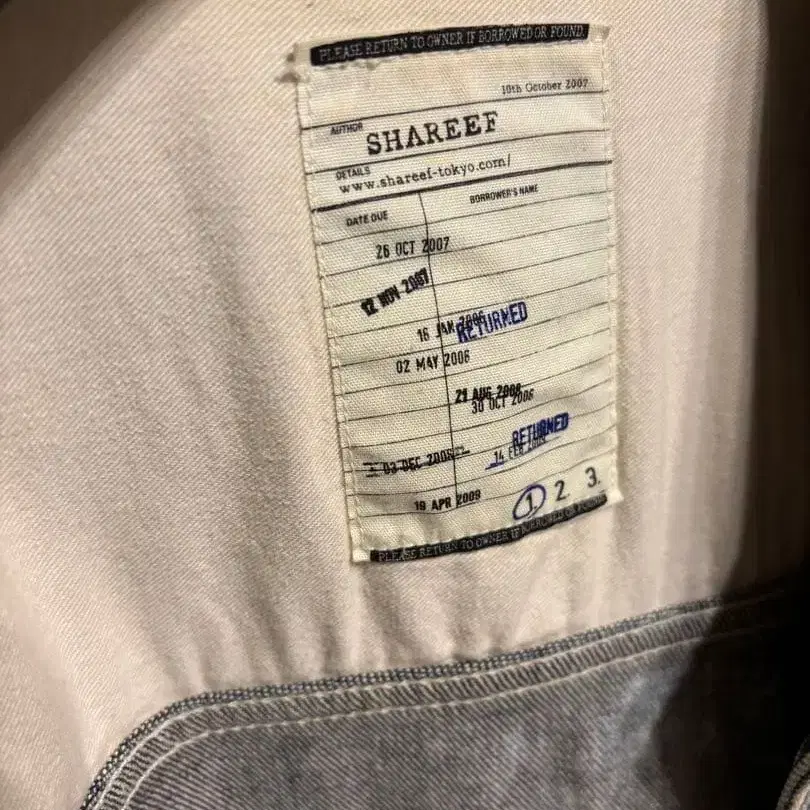 PLEASE RETURN TO OWNER IF BORROWED OR FOUND.
10th October 2007
AUTHOR
SHAREEF
DETAILS
www.shareef-tokyo.com/
DATE DUE
BORROWER'S NAME
26 OCT 2007
12 NOV 2007
16 JAN 2006
RETURNED
02 MAY 2006
21 AUG 2008
30 OCT 2008
RETURNED
03 DEC 2008
14 FEB
19 APR 2009
1. 2. 3.
PLEASE RETURN TO OWNER IF BORROWED OR FOUND.